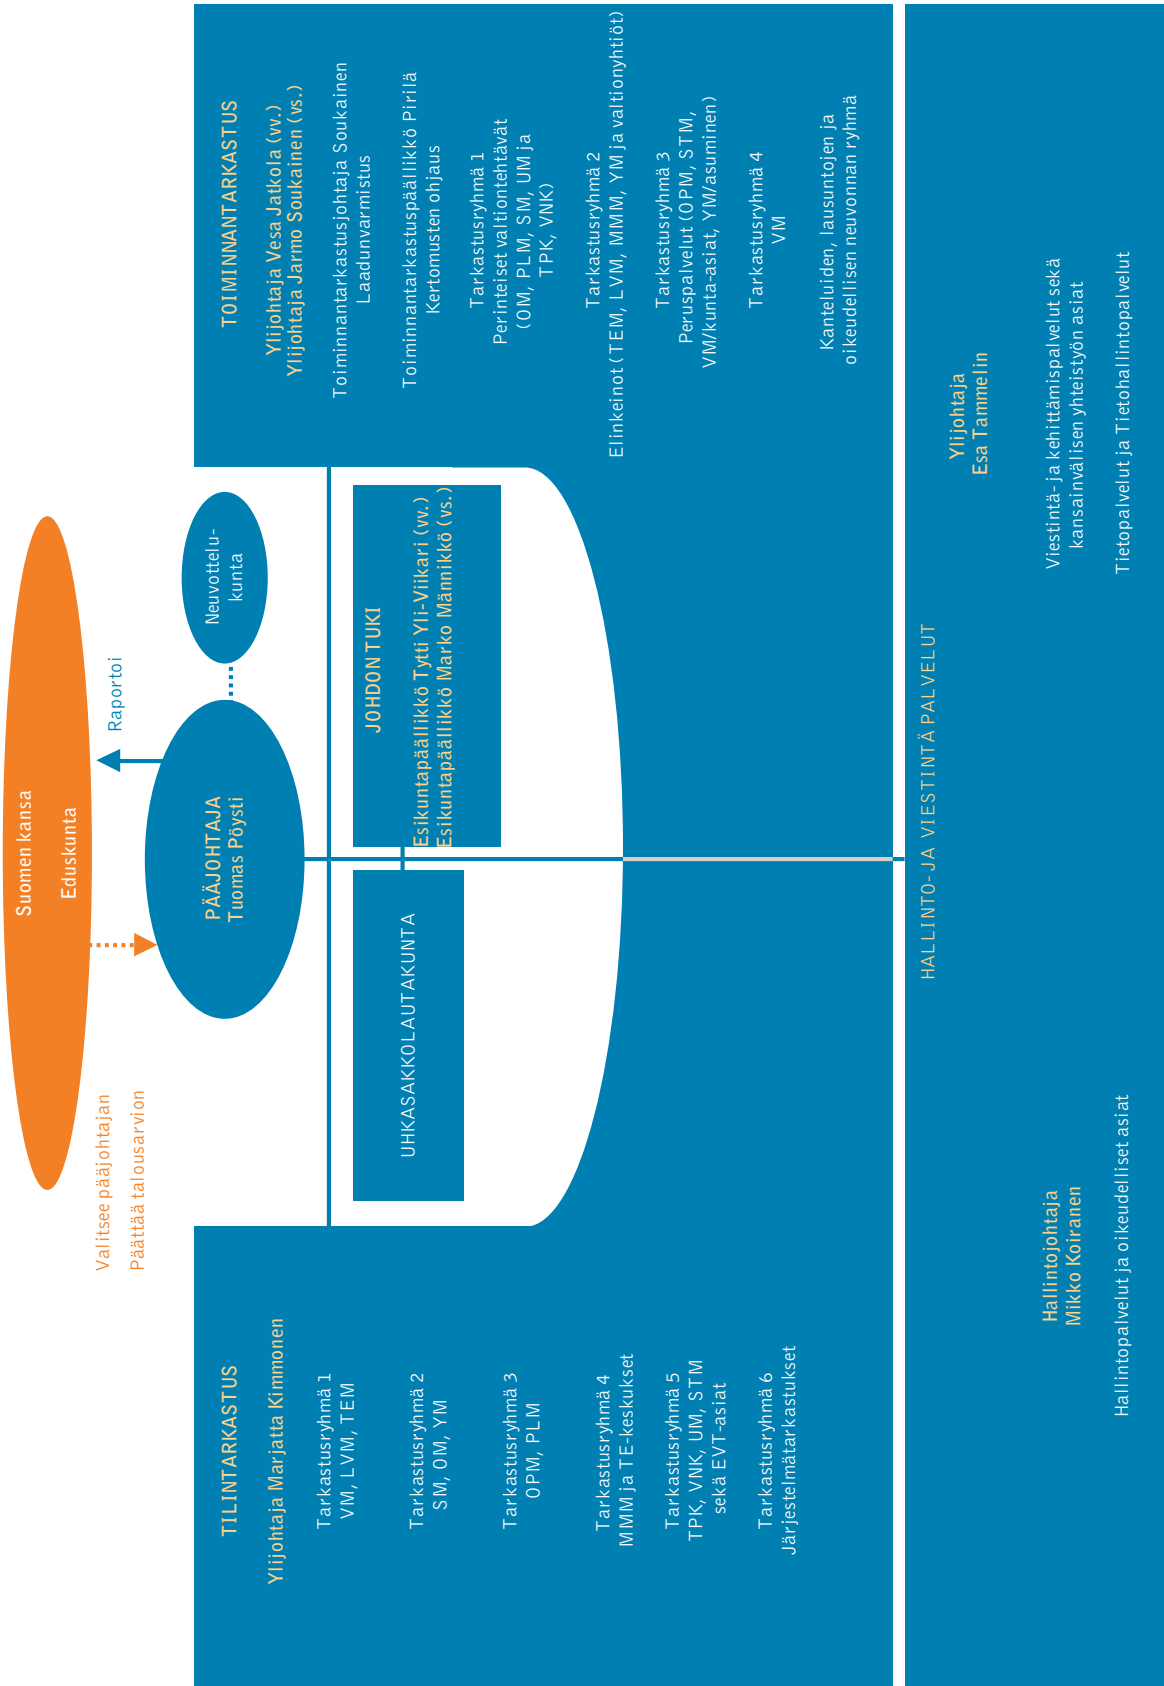 Suomen kansa
Eduskunta
Valitsee pääjohtajan
Päättää talousarvion
Raportoi
PÄÄJOHTAJA
Tuomas Pöysti
Neuvottelu-
kunta
TILINTARKASTUS
Ylijohtaja Marjatta Kimmonen
Tarkastusryhmä 1
VM, LVM, TEM
Tarkastusryhmä 2
SM, OM, YM
Tarkastusryhmä 3
OPM, PLM
Tarkastusryhmä 4
MMM ja TE-keskukset
Tarkastusryhmä 5
TPK, VNK, UM, STM
sekä EVT-asiat
Tarkastusryhmä 6
Järjestelmätarkastukset
UHKASAKKOLAUTAKUNTA
JOHDON TUKI
Esikuntapäällikkö Tytti Yli-Viikari (vv.)
Esikuntapäällikkö Marko Männikkö (vs.)
TOIMINNANTARKASTUS
Ylijohtaja Vesa Jatkola (vv.)
Ylijohtaja Jarmo Soukainen (vs.)
Toiminnantarkastusjohtaja Soukainen
Laadunvarmistus
Toiminnantarkastuspäällikkö Pirilä
Kertomusten ohjaus
Tarkastusryhmä 1
Perinteiset valtiontehtävät
(OM, PLM, SM, UM ja
TPK, VNK)
Tarkastusryhmä 2
Elinkeinot (TEM, LVM, MMM, YM ja valtionyhtiöt)
Tarkastusryhmä 3
Peruspalvelut (OPM, STM,
VM/kunta-asiat, YM/asuminen)
Tarkastusryhmä 4
VM
Kanteluiden, lausuntojen ja
oikeudellisen neuvonnan ryhmä
HALLINTO- JA VIESTINTÄPALVELUT
Hallintojohtaja
Mikko Koiranen
Hallintopalvelut ja oikeudelliset asiat
Ylijohtaja
Esa Tammelin
Viestintä- ja kehittämispalvelut sekä
kansainvälisen yhteistyön asiat
Tietopalvelut ja Tietohallintopalvelut